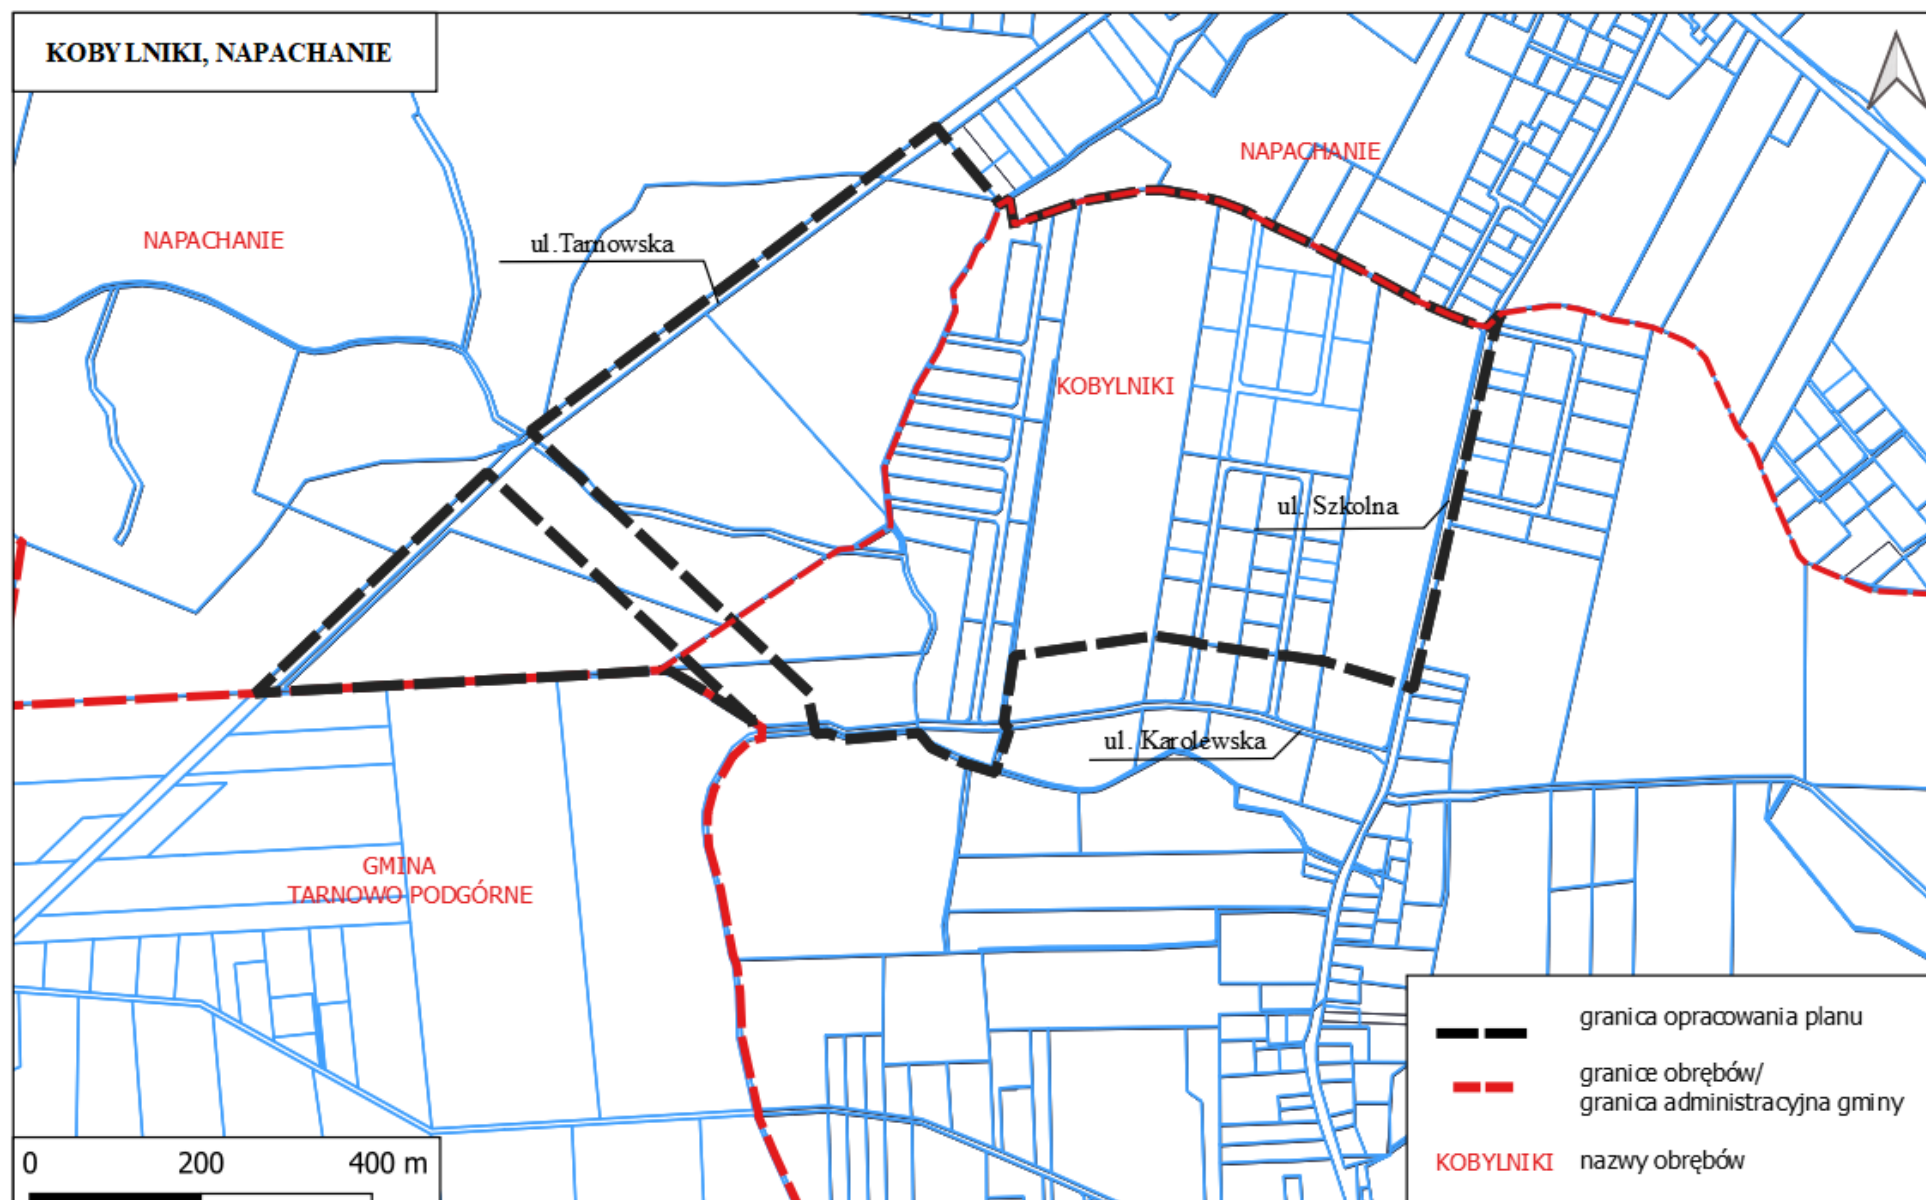 KOBYLNIKI, NAPACHANIE
NAPACHANIE
NAPACHANIE
ul.Tarnowska
KOBYLNIKI
ul. Szkolna
ul. Karolewska
GMINA
TARNOWO PODGÓRNE
granica opracowania planu
granice obrębów/
granica administracyjna gminy
KOBYLNIKI nazwy obrębów
0 200 400 m